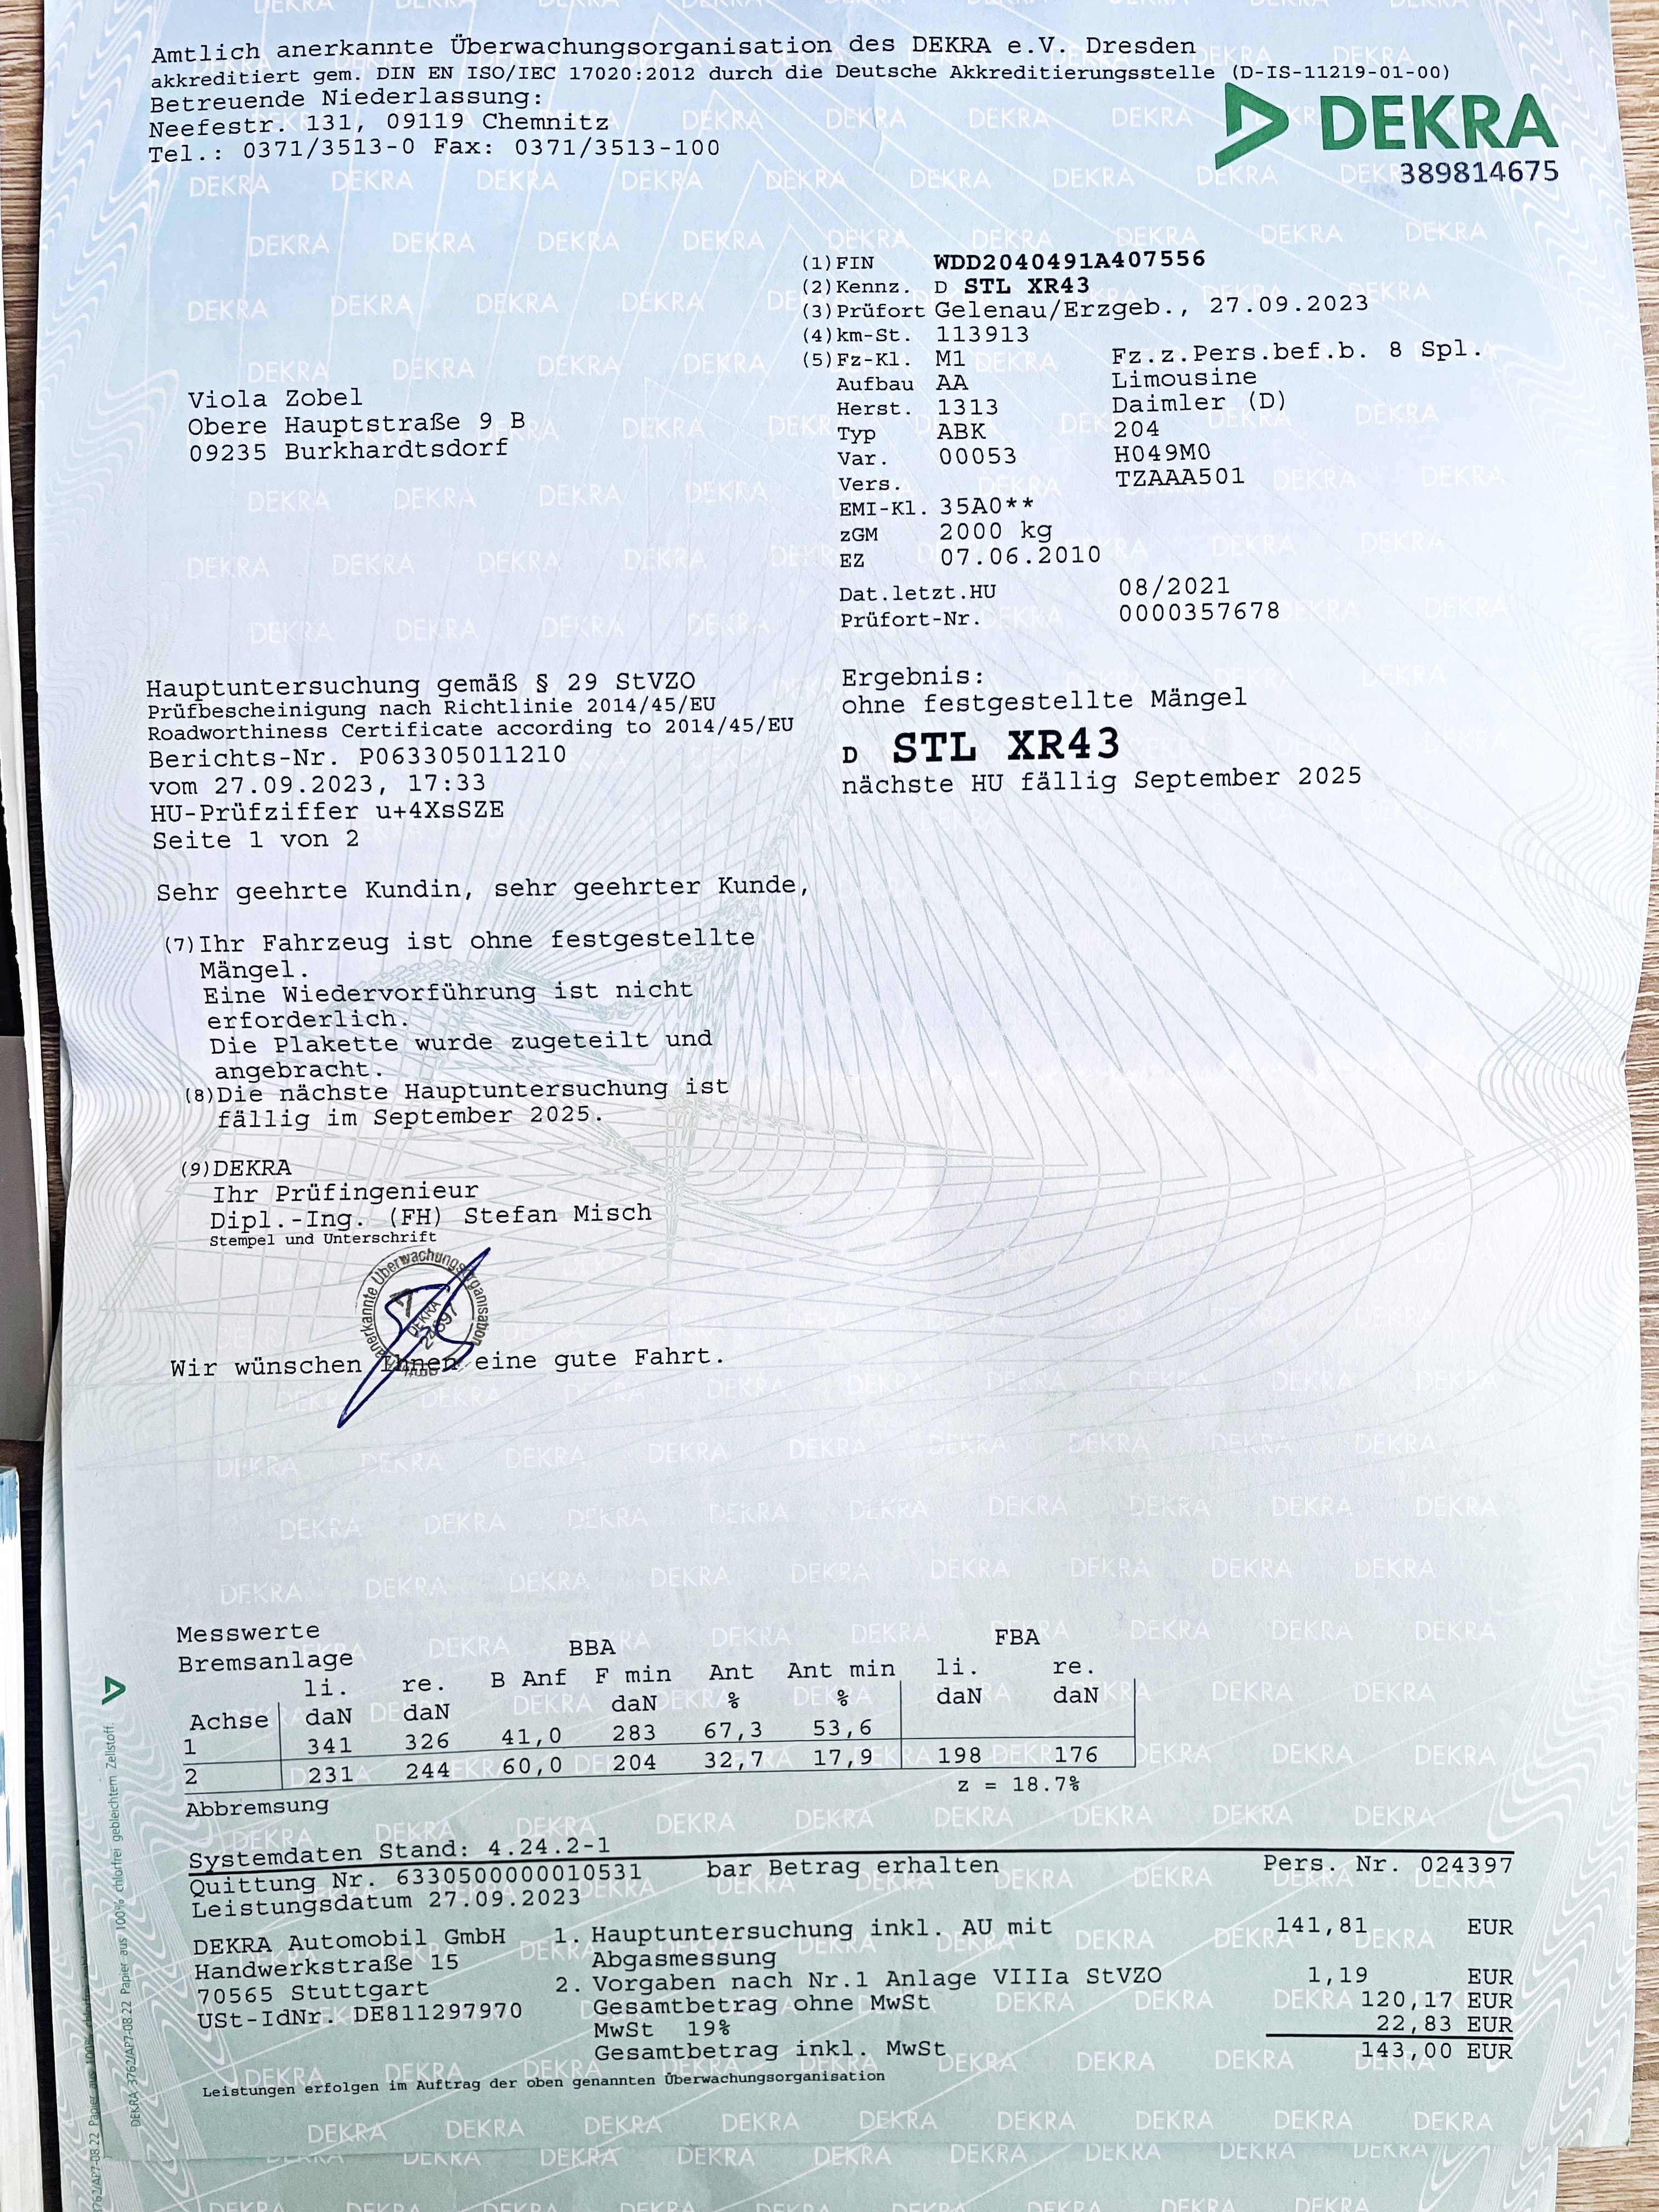 Amtlich anerkannte Überwachungsorganisation des DEKRA e.V. Dresden
akkreditiert gem. DIN EN ISO/IEC 17020:2012 durch die Deutsche Akkreditierungsstelle (D-IS-11219-01-00)
Betreuende Niederlassung:
Neefestr. 131, 09119 Chemnitz
Tel.: 0371/3513-0 Fax: 0371/3513-100
DEKRA
389814675
(1) FIN WDD2040491A407556
(2) Kennz. D STL XR43
(3) Prüfort Gelenau/Erzgeb., 27.09.2023
(4) km-St. 113913
(5) Fz-Kl. M1 Fz.z.Pers.bef.b. 8 Spl.
Aufbau AA Limousine
Herst. 1313 Daimler (D)
Typ ABK 204
Var. 00053 H049M0
Vers. TZAAA501
EMI-Kl. 35A0**
zGM 2000 kg
EZ 07.06.2010
Dat.letzt.HU 08/2021
Prüfort-Nr. 0000357678
Viola Zobel
Obere Hauptstraße 9 B
09235 Burkhardtsdorf
Hauptuntersuchung gemäß § 29 StVZO
Prüfbescheinigung nach Richtlinie 2014/45/EU
Roadworthiness Certificate according to 2014/45/EU
Berichts-Nr. P063305011210
vom 27.09.2023, 17:33
HU-Prüfziffer u+4XsSZE
Seite 1 von 2
Ergebnis:
ohne festgestellte Mängel
D STL XR43
nächste HU fällig September 2025
Sehr geehrte Kundin, sehr geehrter Kunde,
(7) Ihr Fahrzeug ist ohne festgestellte
Mängel.
Eine Wiedervorführung ist nicht
erforderlich.
Die Plakette wurde zugeteilt und
angebracht.
(8) Die nächste Hauptuntersuchung ist
fällig im September 2025.
(9) DEKRA
Ihr Prüfingenieur
Dipl.-Ing. (FH) Stefan Misch
Stempel und Unterschrift
anerkannte Überwachungsorganisation
DEKRA
Wir wünschen Ihnen eine gute Fahrt.
Messwerte
Bremsanlage
BBA FBA
li. re. B Anf F min Ant Ant min li. re.
Achse daN daN daN % % daN daN
1 341 326 41,0 283 67,3 53,6
2 231 244 60,0 204 32,7 17,9 198 176
Abbremsung z = 18.7%
Systemdaten Stand: 4.24.2-1
Quittung Nr. 6330500000010531 bar Betrag erhalten Pers. Nr. 024397
Leistungsdatum 27.09.2023
DEKRA Automobil GmbH
Handwerkstraße 15
70565 Stuttgart
USt-IdNr. DE811297970
1. Hauptuntersuchung inkl. AU mit 141,81 EUR
Abgasmessung
2. Vorgaben nach Nr.1 Anlage VIIIa StVZO 1,19 EUR
Gesamtbetrag ohne MwSt 120,17 EUR
MwSt 19% 22,83 EUR
Gesamtbetrag inkl. MwSt 143,00 EUR
Leistungen erfolgen im Auftrag der oben genannten Überwachungsorganisation
DEKRA 3762/AP7-08.22 Papier aus 100% chlorfrei gebleichtem Zellstoff.